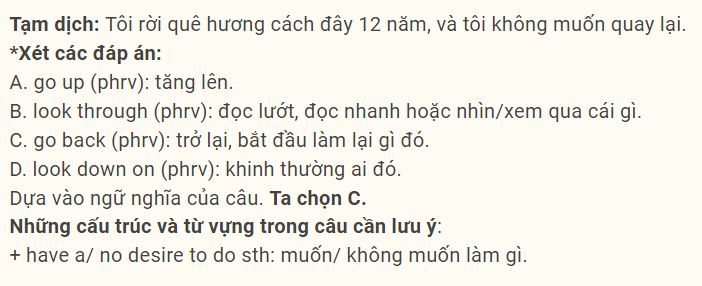 Tạm dịch: Tôi rời quê hương cách đây 12 năm, và tôi không muốn quay lại.
*Xét các đáp án:
A. go up (phrv): tăng lên.
B. look through (phrv): đọc lướt, đọc nhanh hoặc nhìn/xem qua cái gì.
C. go back (phrv): trở lại, bắt đầu làm lại gì đó.
D. look down on (phrv): khinh thường ai đó.
Dựa vào ngữ nghĩa của câu. Ta chọn C.
Những cấu trúc và từ vựng trong câu cần lưu ý:
+ have a/ no desire to do sth: muốn/ không muốn làm gì.